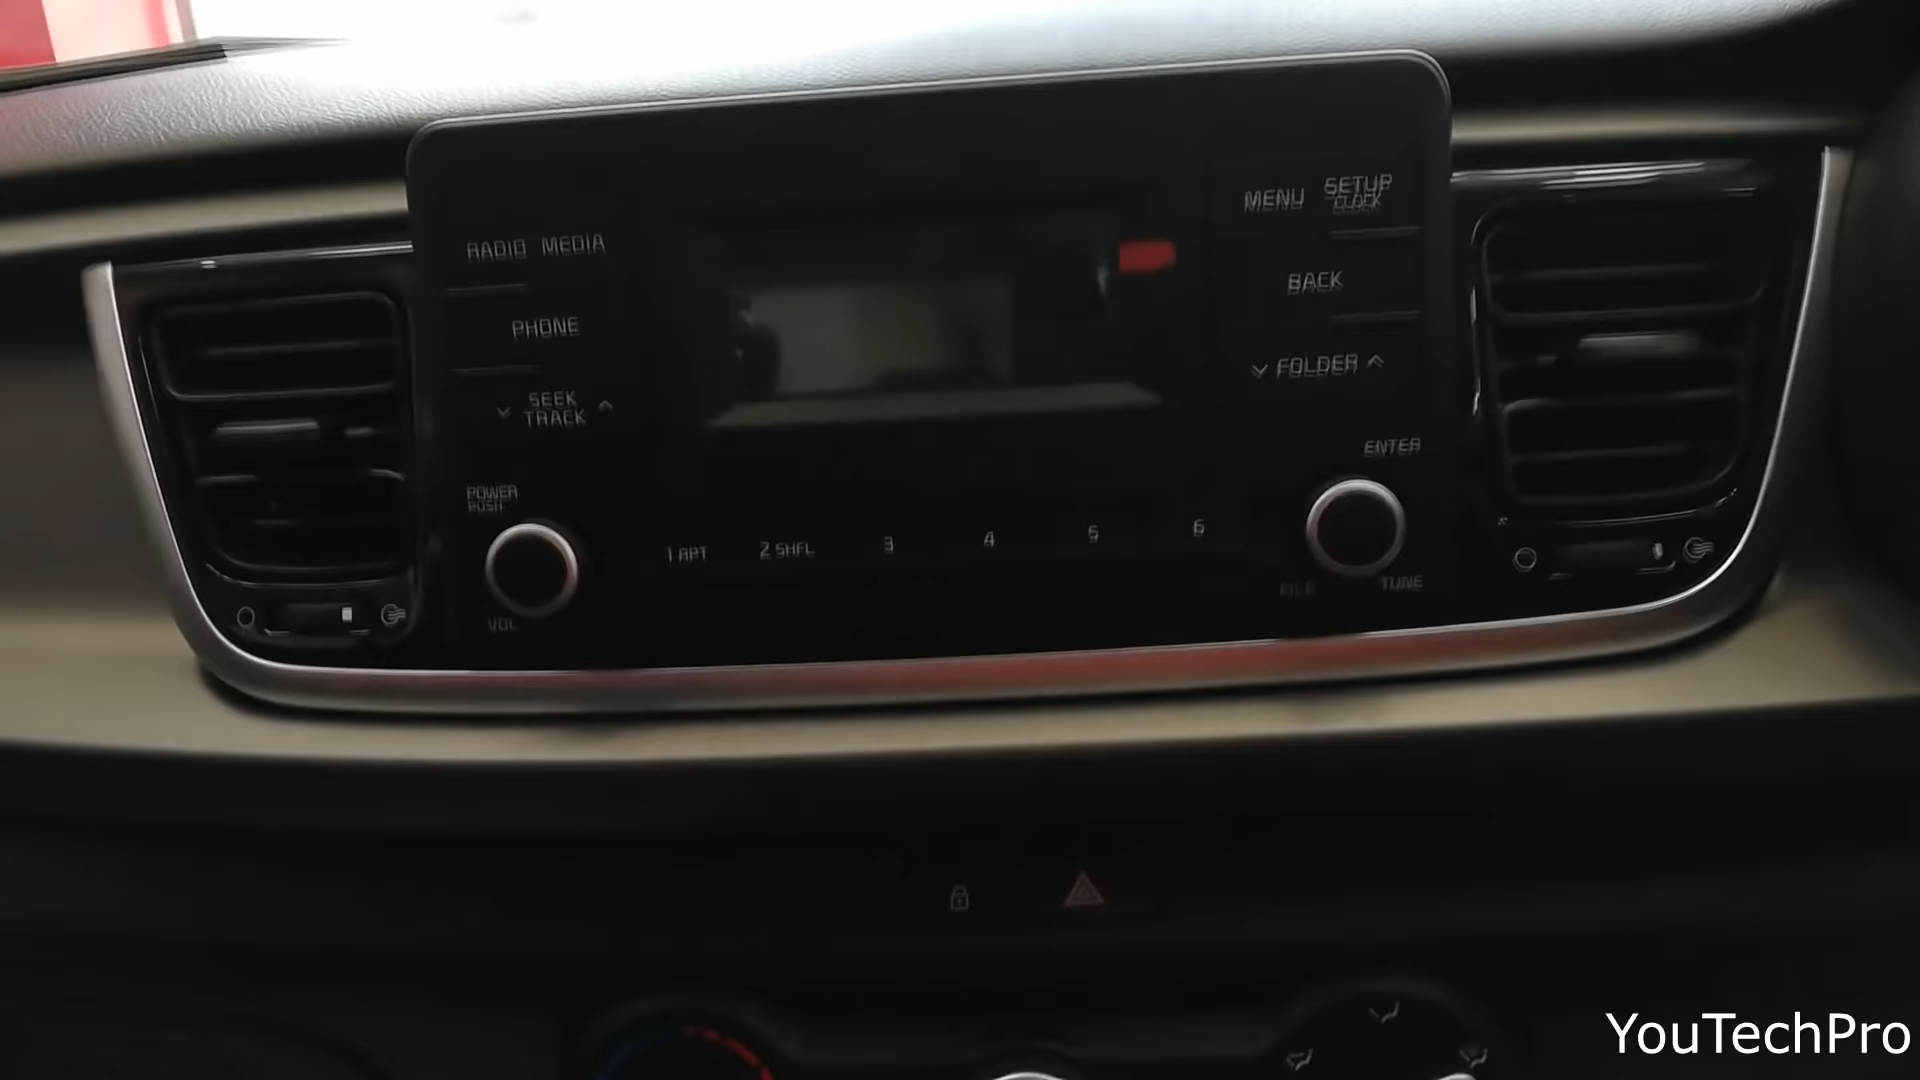 RADIO MEDIA
PHONE
SEEK
TRACK
POWER
PUSH
VOL
1 RPT
2 SHFL
3
4
5
6
MENU
SETUP
CLOCK
BACK
FOLDER
ENTER
FILE
TUNE
YouTechPro